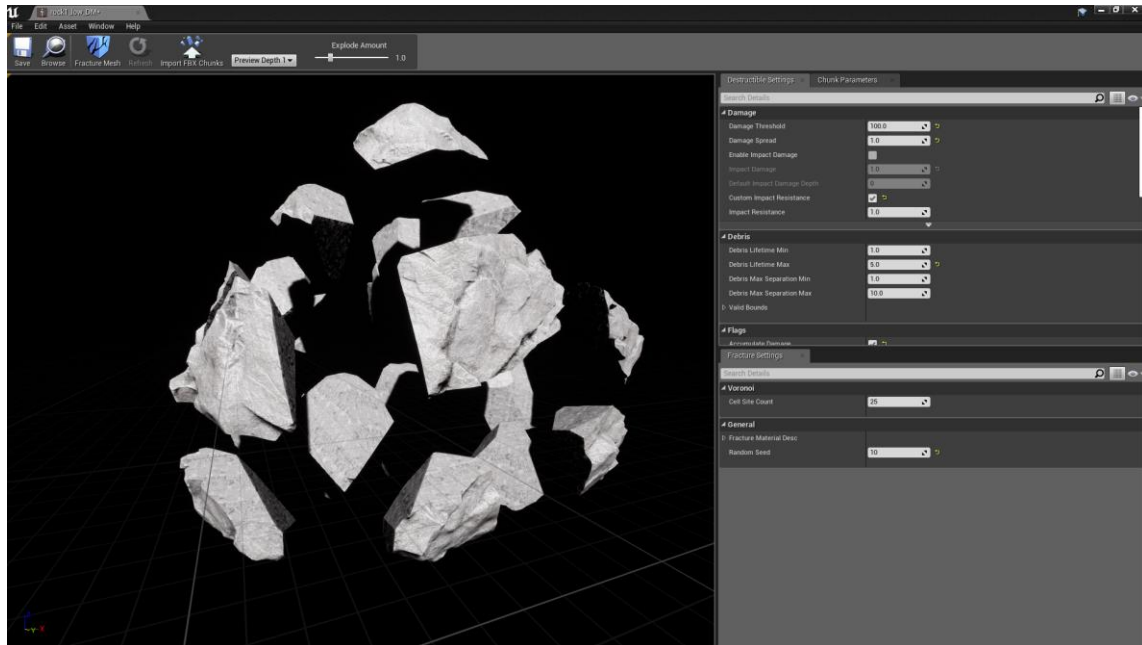 rock1_low_DM*
File Edit Asset Window Help
Save Browse Fracture Mesh Refresh Import FBX Chunks Preview Depth 1
Explode Amount
1.0
Destructible Settings Chunk Parameters
Search Details
Damage
Damage Threshold 100.0
Damage Spread 1.0
Enable Impact Damage
Impact Damage 1.0
Default Impact Damage Depth 0
Custom Impact Resistance
Impact Resistance 1.0
Debris
Debris Lifetime Min 1.0
Debris Lifetime Max 5.0
Debris Max Separation Min 1.0
Debris Max Separation Max 10.0
Valid Bounds
Flags
Accumulate Damage
Fracture Settings
Search Details
Voronoi
Cell Site Count 25
General
Fracture Material Desc
Random Seed 10
Z
Y X